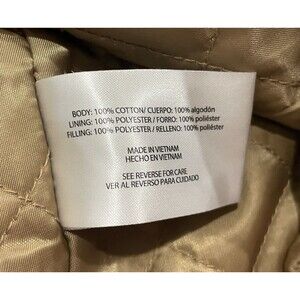 BODY: 100% COTTON/ CUERPO: 100% algodón
LINING: 100% POLYESTER / FORRO: 100% poliéster
FILLING: 100% POLYESTER / RELLENO: 100% poliéster
MADE IN VIETNAM
HECHO EN VIETNAM
SEE REVERSE FOR CARE
VER AL REVERSO PARA CUIDADO